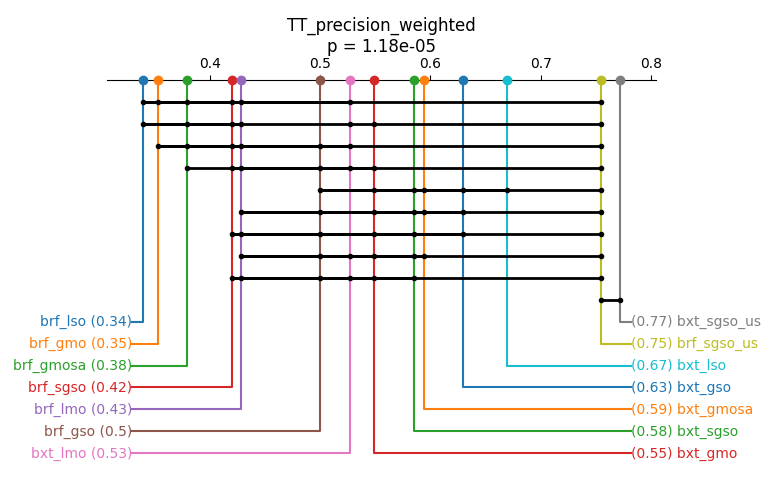 TT_precision_weighted
p = 1.18e-05
0.4 0.5 0.6 0.7 0.8
brf_lso (0.34) (0.77) bxt_sgso_us
brf_gmo (0.35) (0.75) brf_sgso_us
brf_gmosa (0.38) (0.67) bxt_lso
brf_sgso (0.42) (0.63) bxt_gso
brf_lmo (0.43) (0.59) bxt_gmosa
brf_gso (0.5) (0.58) bxt_sgso
bxt_lmo (0.53) (0.55) bxt_gmo